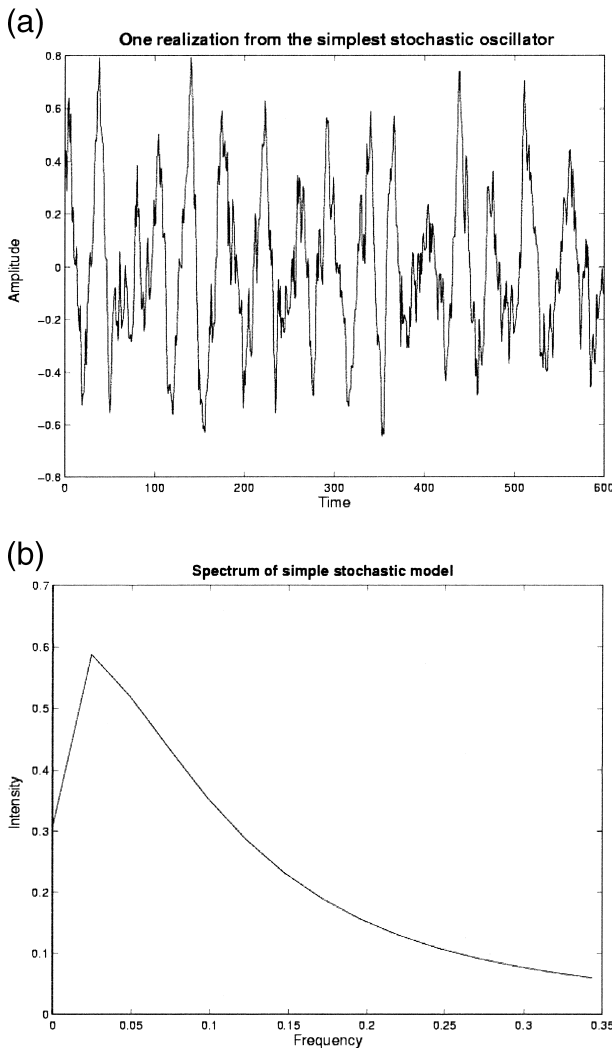 (a)
One realization from the simplest stochastic oscillator
0.8
0.6
0.4
0.2
0
−0.2
−0.4
−0.6
−0.8
Amplitude
0 100 200 300 400 500 600
Time
(b)
Spectrum of simple stochastic model
0.7
0.6
0.5
0.4
0.3
0.2
0.1
0
Intensity
0 0.05 0.1 0.15 0.2 0.25 0.3 0.35
Frequency